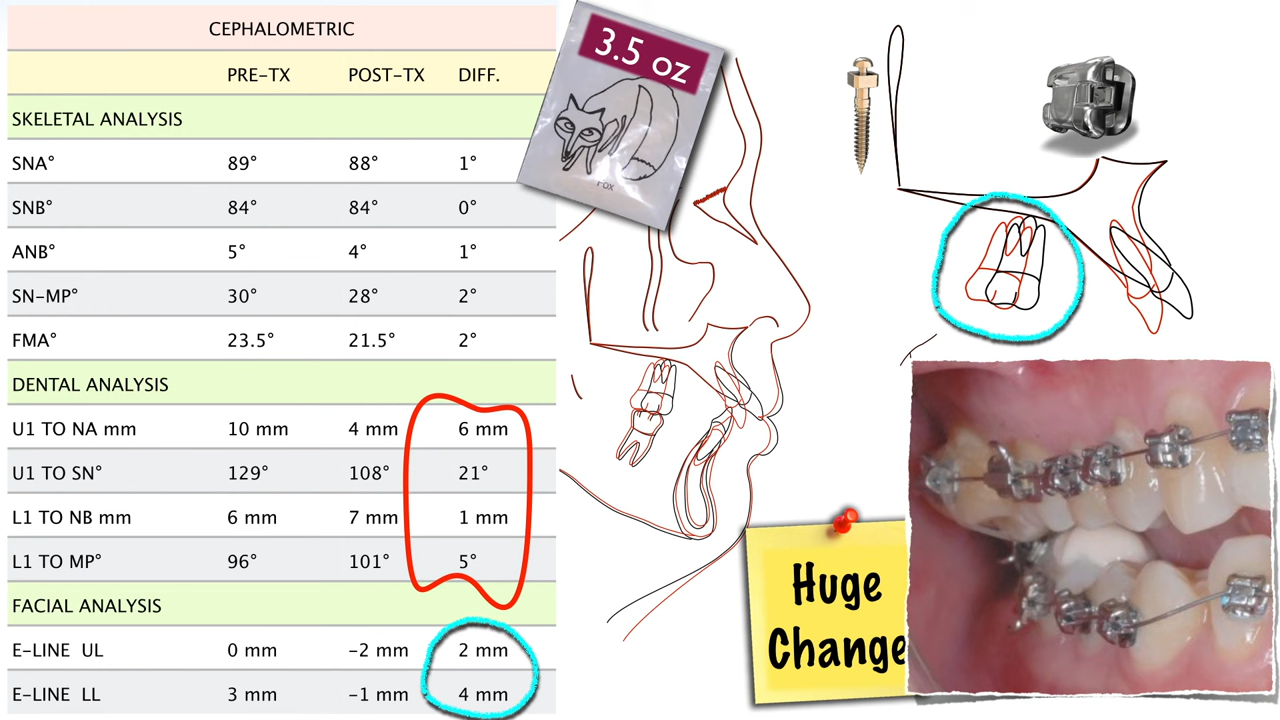 CEPHALOMETRIC
PRE-TX POST-TX DIFF.
SKELETAL ANALYSIS
SNA° 89° 88° 1°
SNB° 84° 84° 0°
ANB° 5° 4° 1°
SN-MP° 30° 28° 2°
FMA° 23.5° 21.5° 2°
DENTAL ANALYSIS
U1 TO NA mm 10 mm 4 mm 6 mm
U1 TO SN° 129° 108° 21°
L1 TO NB mm 6 mm 7 mm 1 mm
L1 TO MP° 96° 101° 5°
FACIAL ANALYSIS
E-LINE UL 0 mm -2 mm 2 mm
E-LINE LL 3 mm -1 mm 4 mm
3.5 oz
Fox
Huge
Change